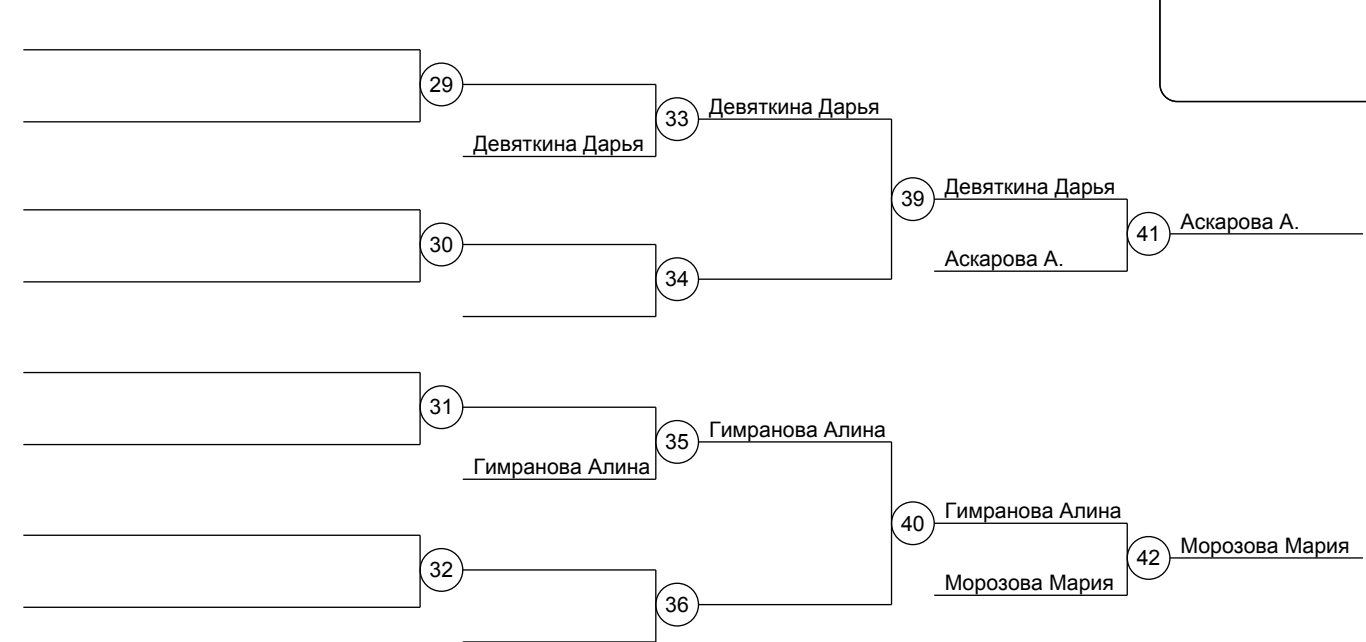 29
Девяткина Дарья
33
Девяткина Дарья
39
Девяткина Дарья
30
Аскарова А.
41
Аскарова А.
34
31
Гимранова Алина
35
Гимранова Алина
40
Гимранова Алина
32
Морозова Мария
42
Морозова Мария
36